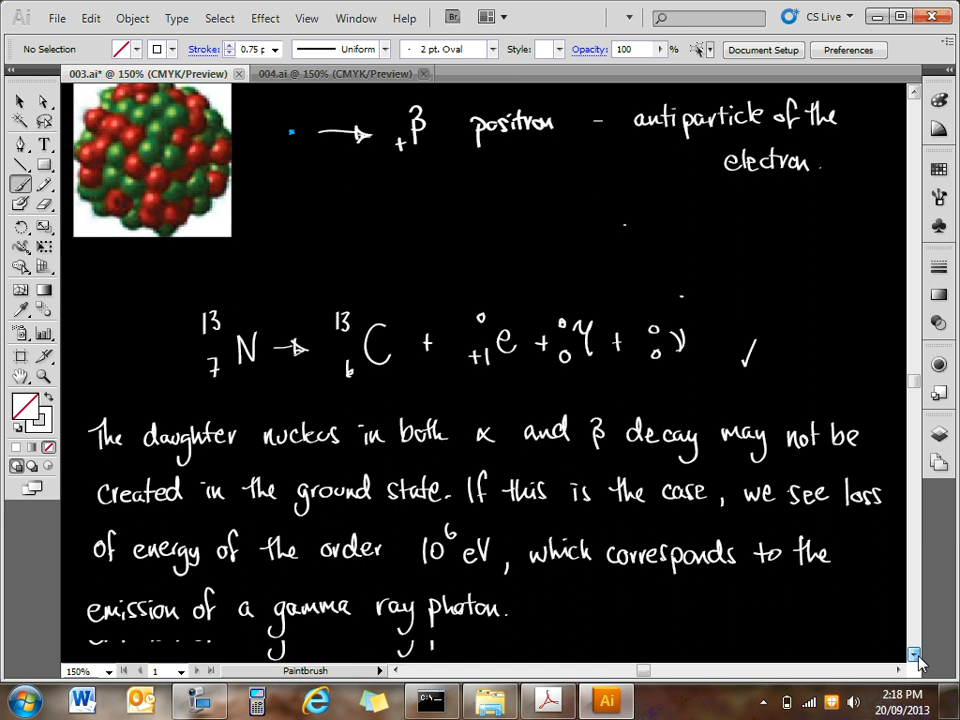 Ai File Edit Object Type Select Effect View Window Help Br CS Live
No Selection Stroke: 0.75 p Uniform 2 pt. Oval Style: Opacity: 100 % Document Setup Preferences
003.ai* @ 150% (CMYK/Preview) 004.ai @ 150% (CMYK/Preview)
→ +β positron - antiparticle of the
electron.
13 7 N → 13 6 C + 0 +1 e + 0 0 γ + 0 0 ν ✓
The daughter nucleus in both α and β decay may not be
created in the ground state. If this is the case, we see loss
of energy of the order 10⁶ eV, which corresponds to the
emission of a gamma ray photon.
150% 1 Paintbrush
2:18 PM
20/09/2013